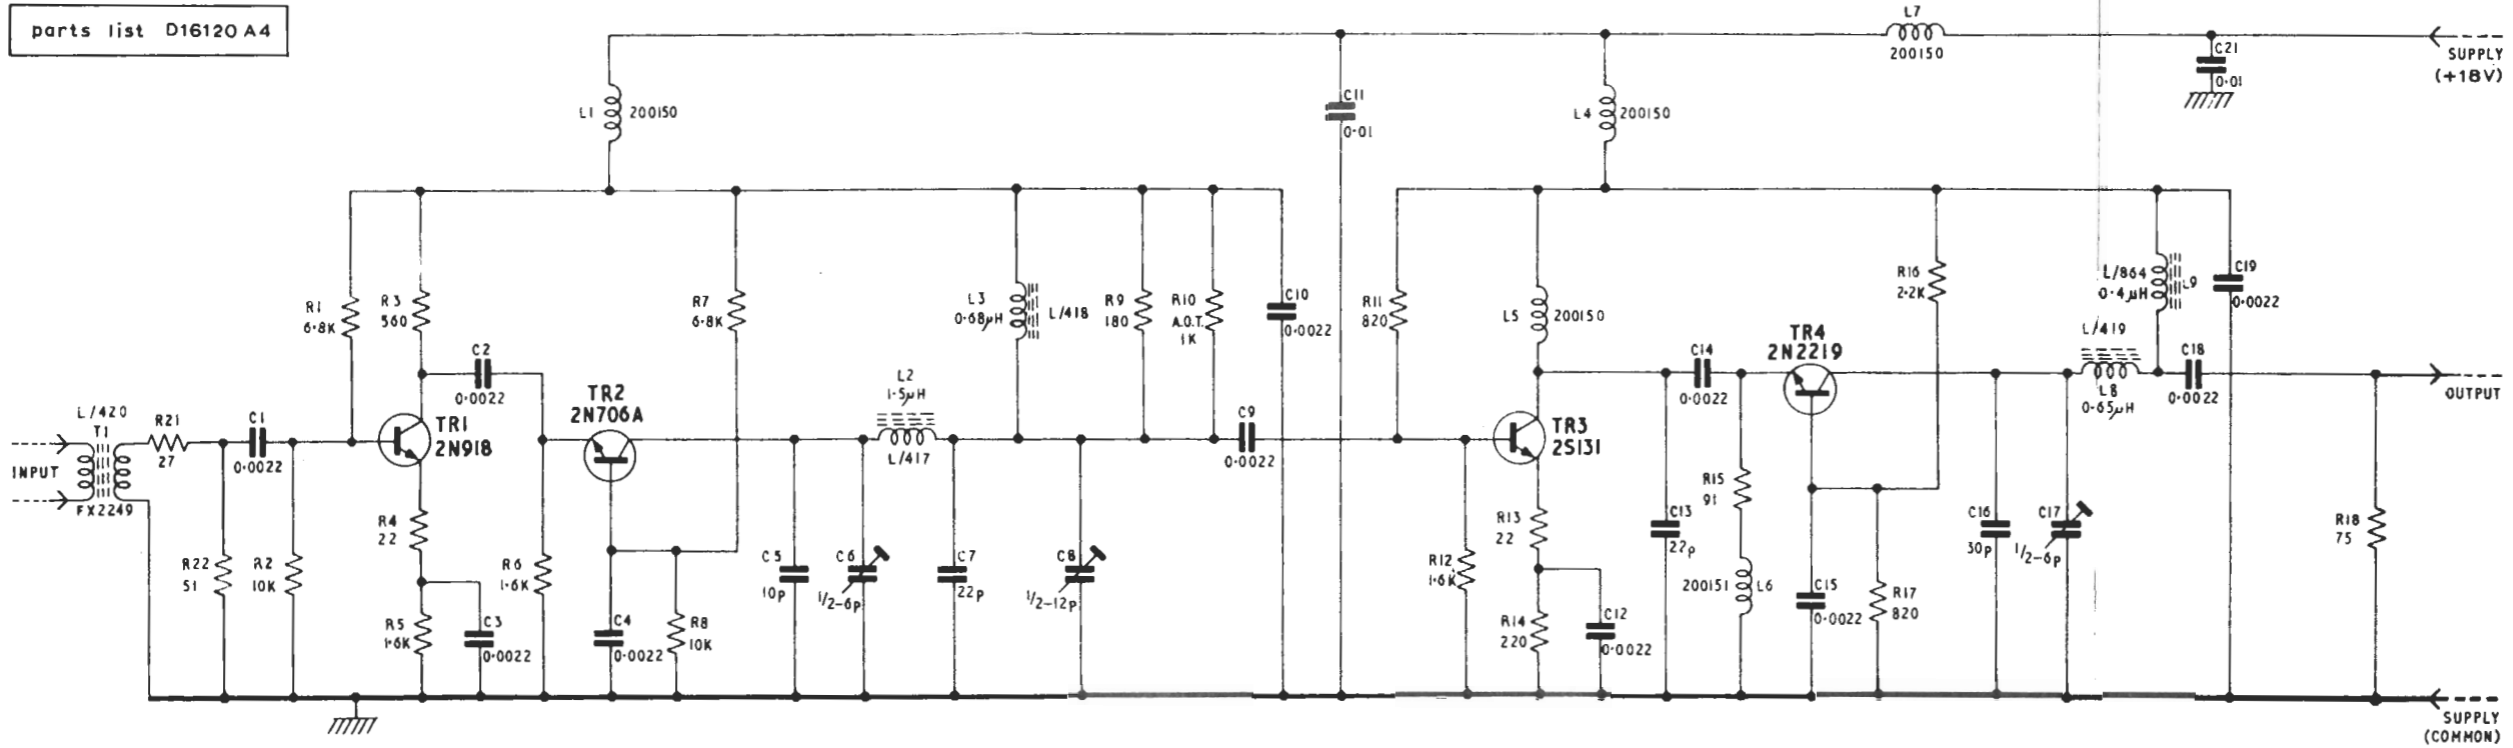 parts list D16120 A4
L7
200150
C21
0.01
SUPPLY
(+18V)
L1
200150
C11
0.01
L4
200150
R1
6.8K
R3
560
R7
6.8K
L3
0.68µH
L/418
R9
180
R10
A.O.T.
1K
C10
0.0022
R11
820
L5
200150
R16
2.2K
L/864
0.4µH
L9
C19
0.0022
C2
0.0022
TR2
2N706A
L2
1.5µH
L/417
C9
0.0022
C14
0.0022
TR4
2N2219
L/419
L8
0.65µH
C18
0.0022
OUTPUT
L/420
T1
INPUT
FX2249
R21
27
C1
0.0022
TR1
2N918
TR3
2S131
R22
51
R2
10K
R4
22
R5
1.6K
C3
0.0022
R6
1.6K
C4
0.0022
R8
10K
C5
10p
C6
1/2-6p
C7
22p
C8
1/2-12p
R12
1.6K
R13
22
R14
220
C12
0.0022
C13
22p
R15
91
200151
L6
C15
0.0022
R17
820
C16
30p
C17
1/2-6p
R18
75
SUPPLY
(COMMON)